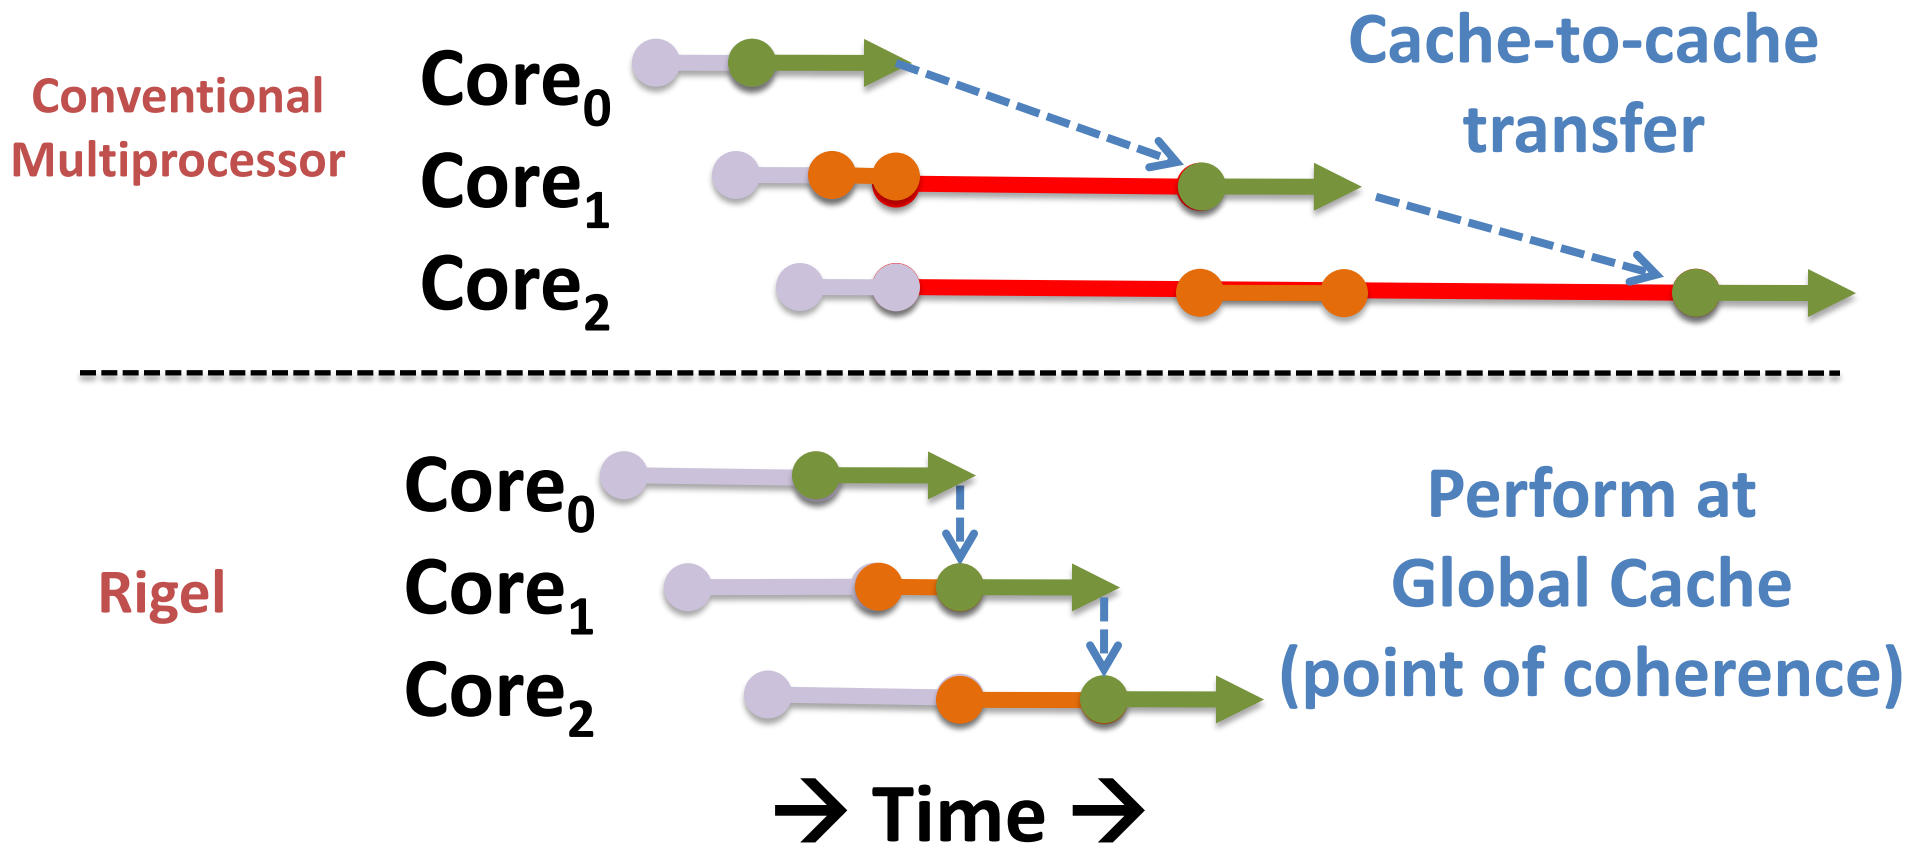 Conventional
Multiprocessor
Core0
Core1
Core2
Cache-to-cache
transfer
Rigel
Core0
Core1
Core2
Perform at
Global Cache
(point of coherence)
→ Time →